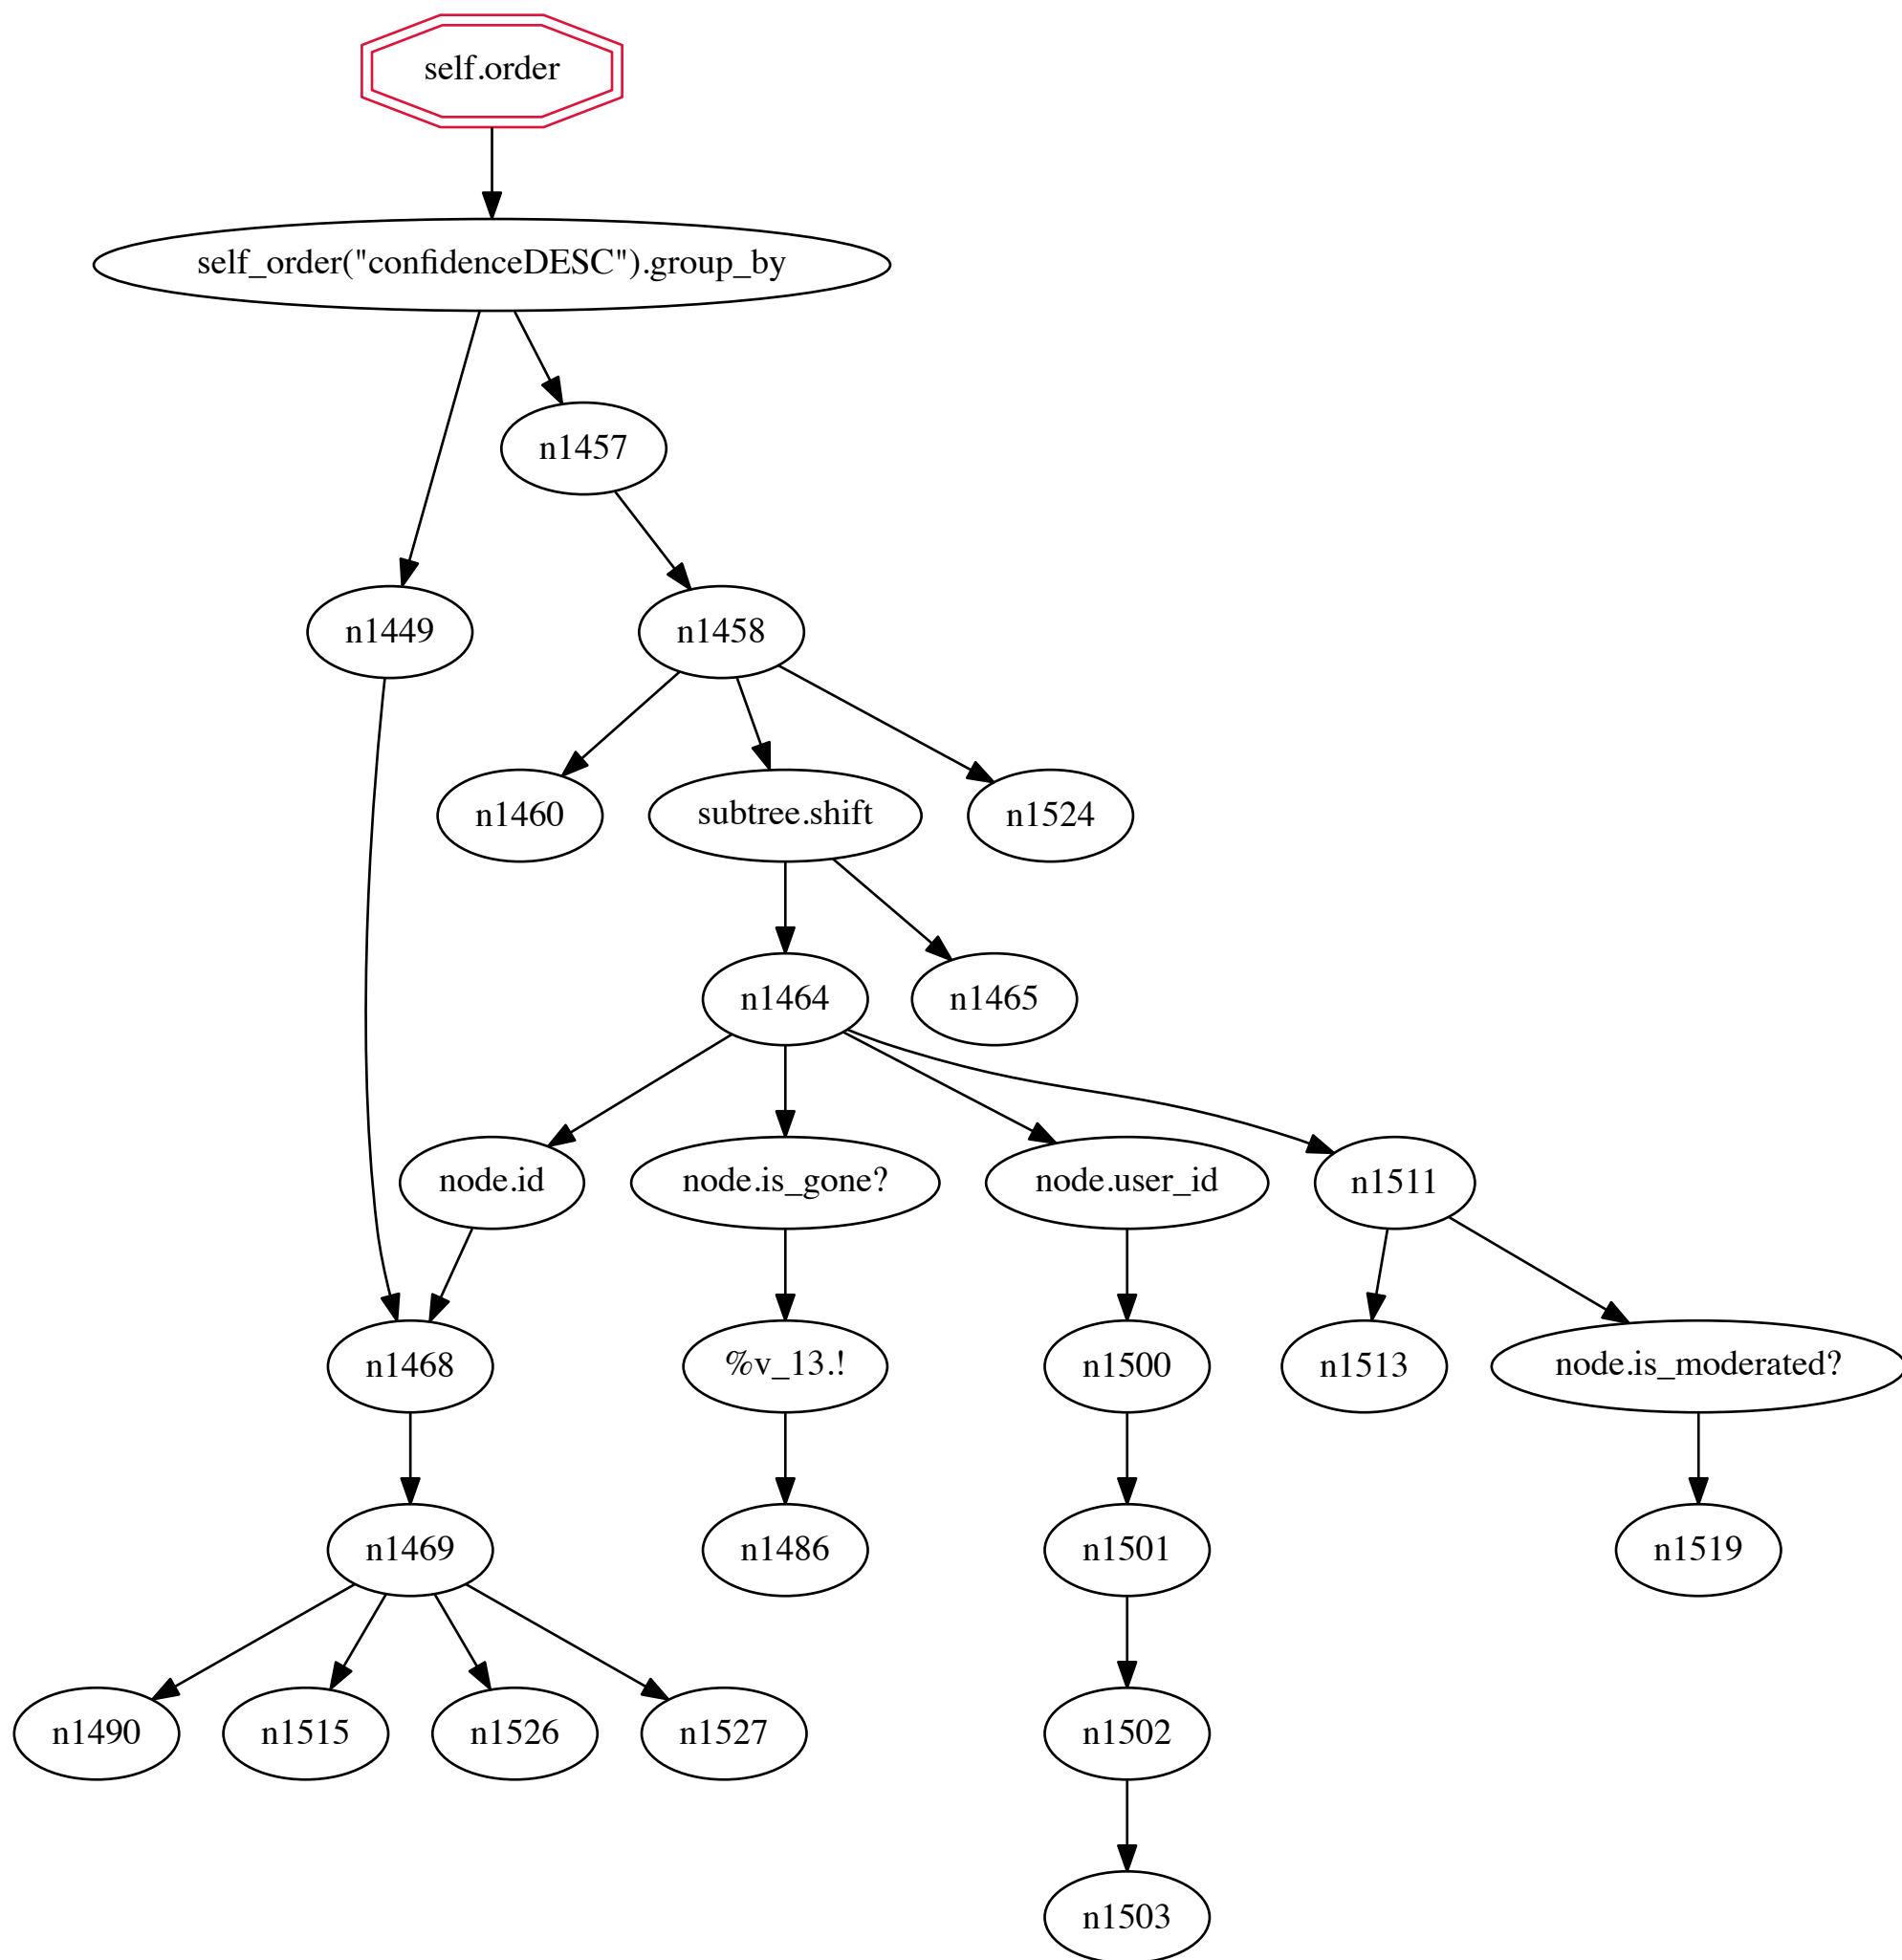 self.order
self_order("confidenceDESC").group_by
n1457
n1449
n1458
n1460
subtree.shift
n1524
n1464
n1465
node.id
node.is_gone?
node.user_id
n1511
n1468
%v_13.!
n1500
n1513
node.is_moderated?
n1469
n1486
n1501
n1519
n1490
n1515
n1526
n1527
n1502
n1503